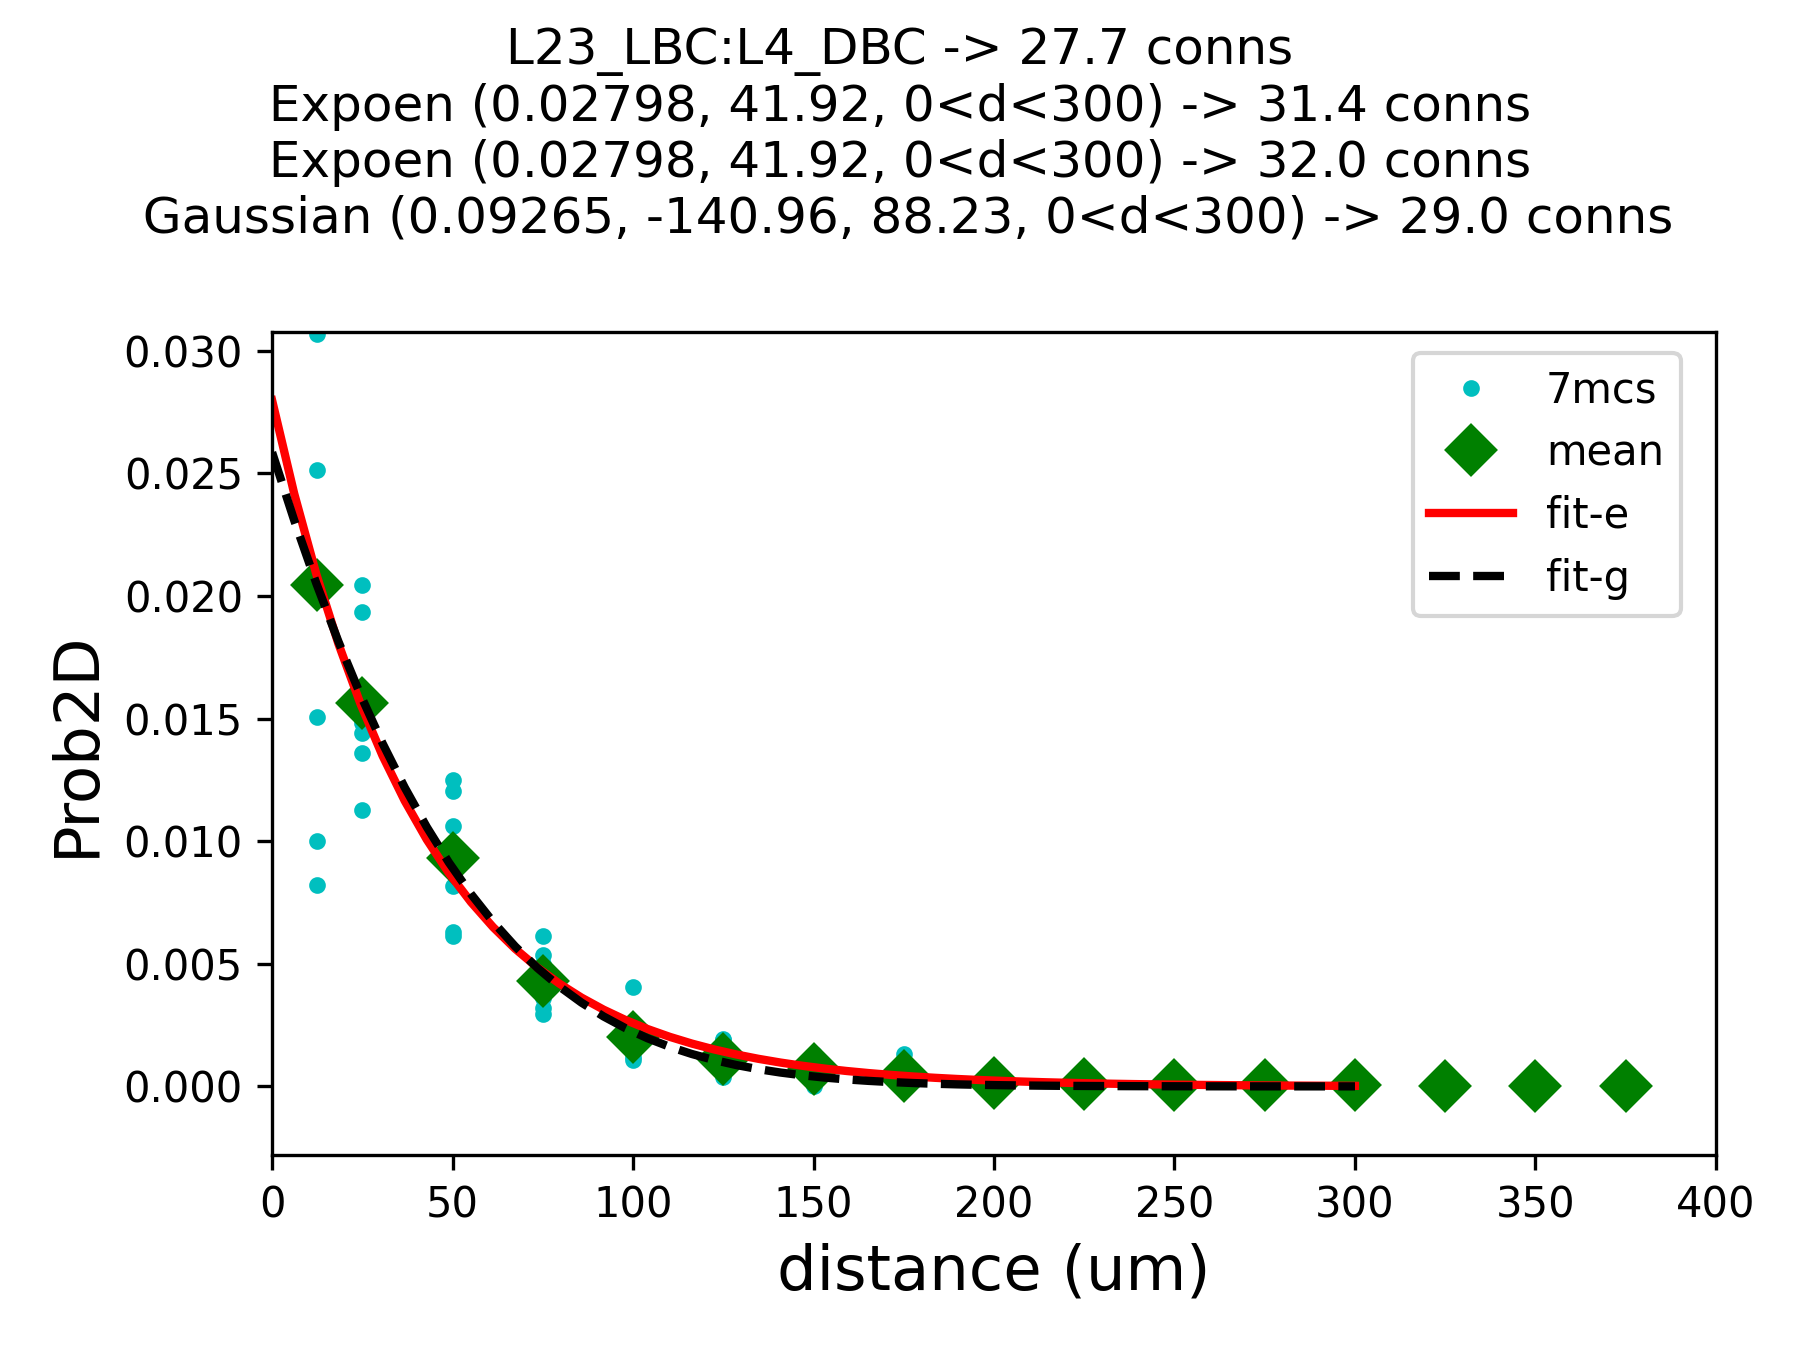 L23_LBC:L4_DBC -> 27.7 conns
Expoen (0.02798, 41.92, 0<d<300) -> 31.4 conns
Expoen (0.02798, 41.92, 0<d<300) -> 32.0 conns
Gaussian (0.09265, -140.96, 88.23, 0<d<300) -> 29.0 conns
0.030
0.025
0.020
0.015
0.010
0.005
0.000
Prob2D
7mcs
mean
fit-e
fit-g
0 50 100 150 200 250 300 350 400
distance (um)